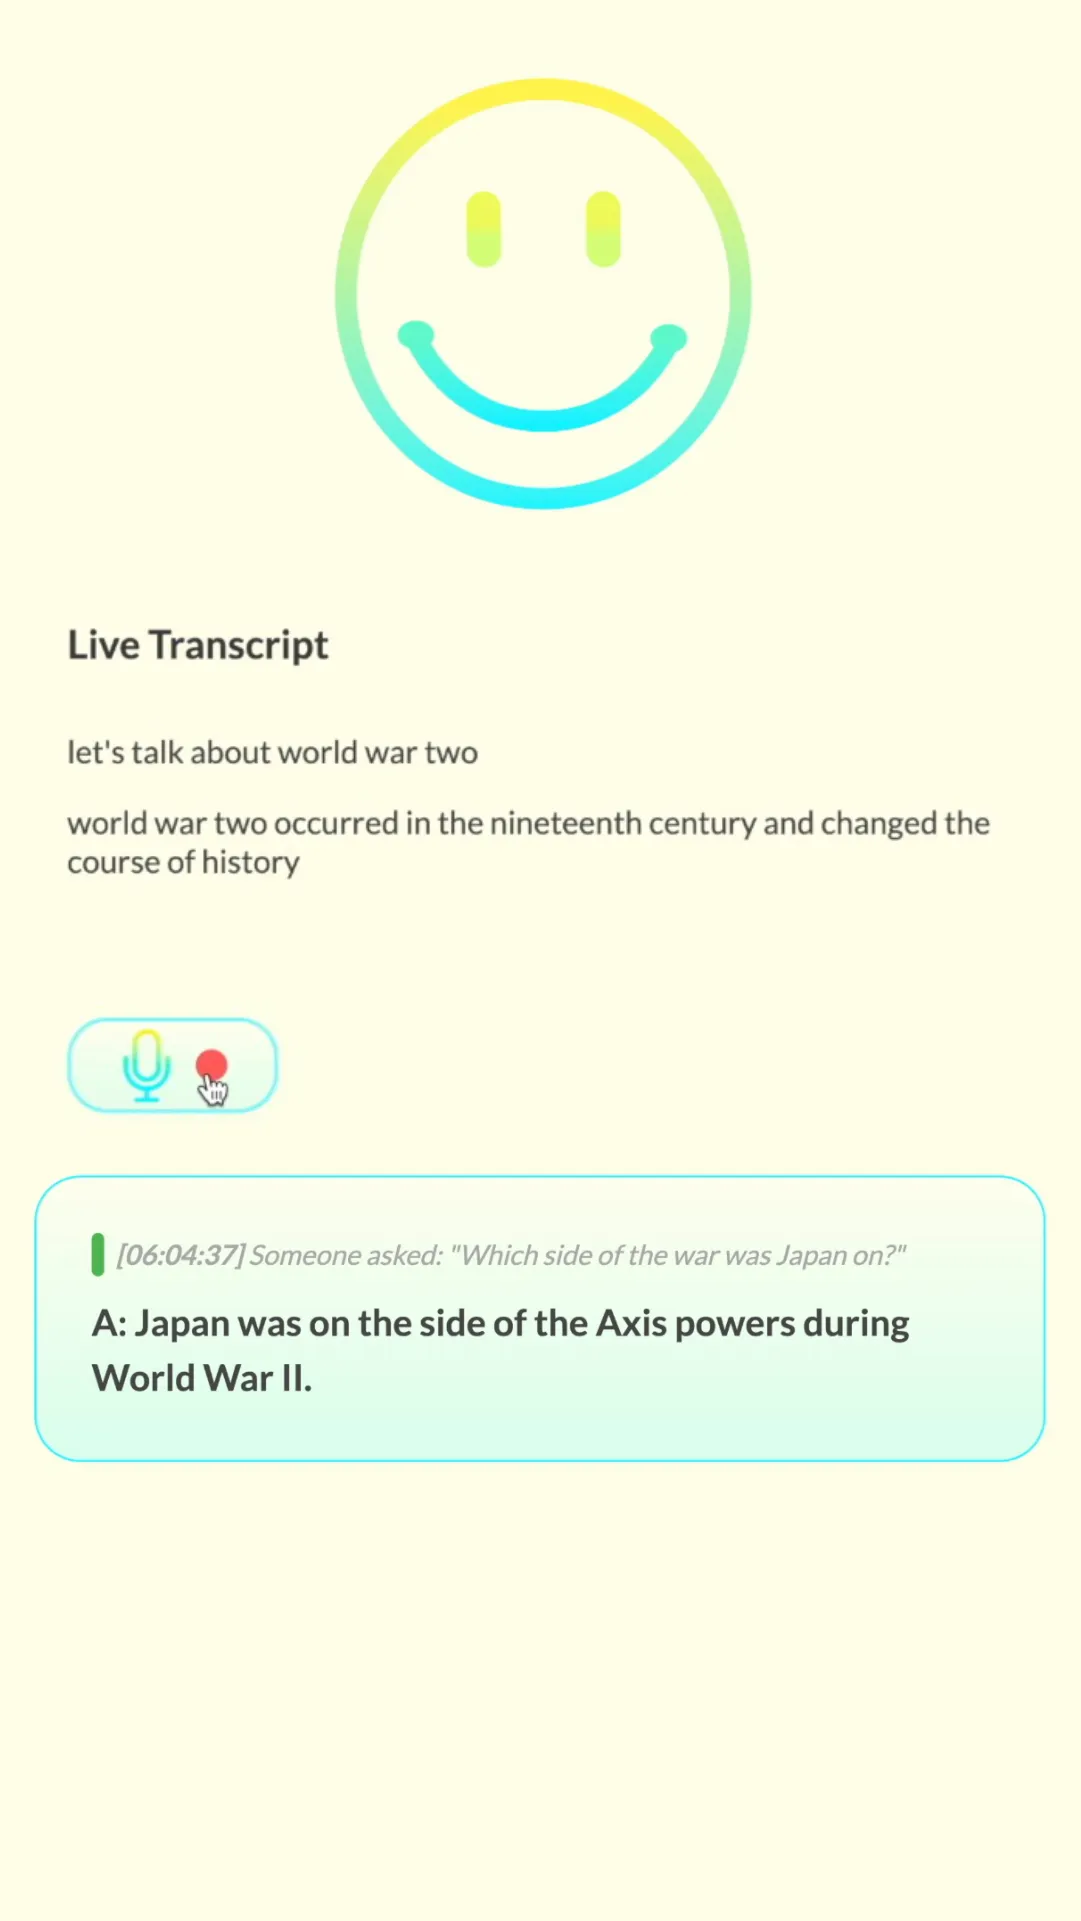 Live Transcript
let's talk about world war two
world war two occurred in the nineteenth century and changed the
course of history
[06:04:37] Someone asked: "Which side of the war was Japan on?"
A: Japan was on the side of the Axis powers during
World War II.